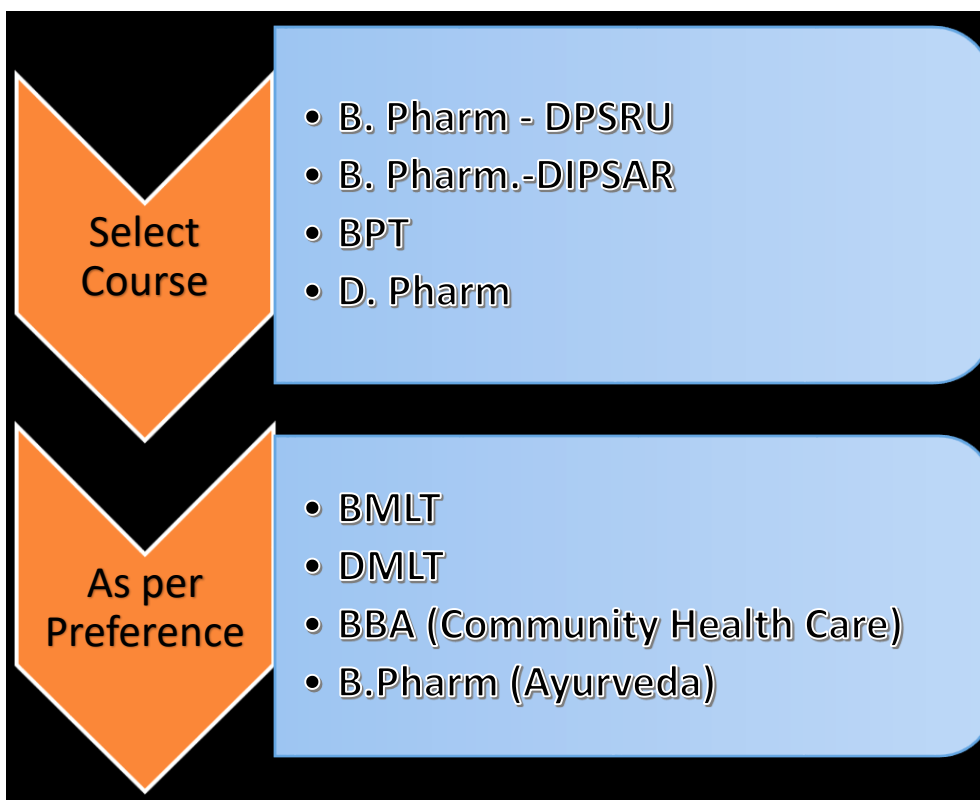 Select
Course
• B. Pharm - DPSRU
• B. Pharm.-DIPSAR
• BPT
• D. Pharm
As per
Preference
• BMLT
• DMLT
• BBA (Community Health Care)
• B.Pharm (Ayurveda)